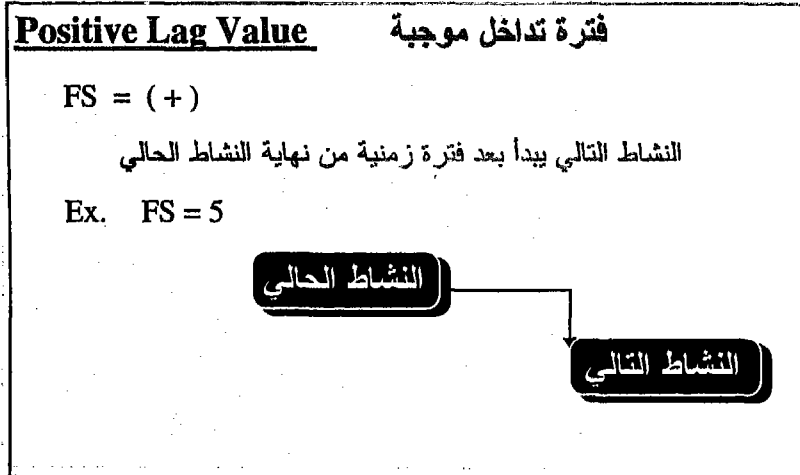 Positive Lag Value فترة تداخل موجبة
FS = (+)
النشاط التالي يبدأ بعد فترة زمنية من نهاية النشاط الحالي
Ex. FS = 5
النشاط الحالي
النشاط التالي